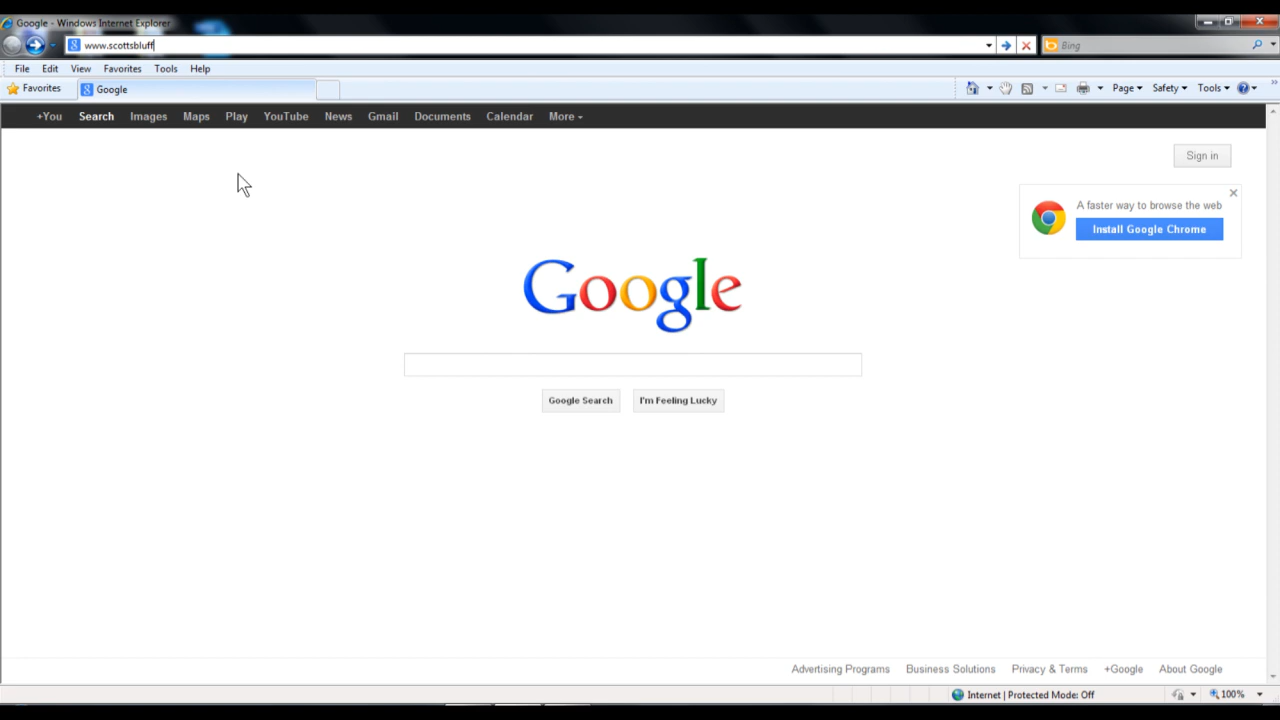 Google - Windows Internet Explorer
www.scottsbluff
Bing
File Edit View Favorites Tools Help
Favorites Google Page Safety Tools
+You Search Images Maps Play YouTube News Gmail Documents Calendar More
Sign in
A faster way to browse the web
Install Google Chrome
Google
Google Search I'm Feeling Lucky
Advertising Programs Business Solutions Privacy & Terms +Google About Google
Internet | Protected Mode: Off 100%